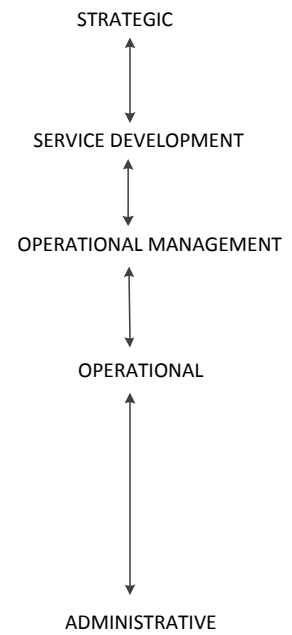 STRATEGIC
SERVICE DEVELOPMENT
OPERATIONAL MANAGEMENT
OPERATIONAL
ADMINISTRATIVE